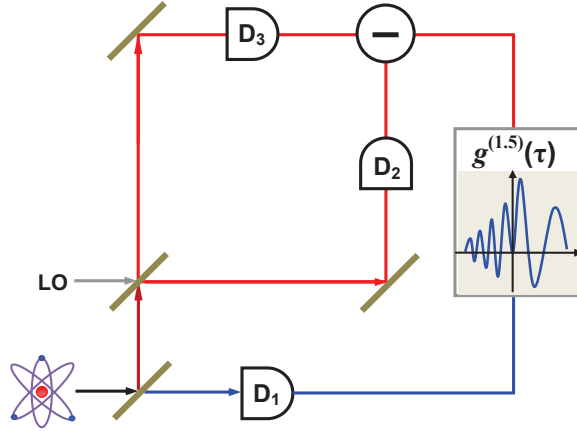 D₃
−
g⁽¹·⁵⁾(τ)
D₂
LO
D₁